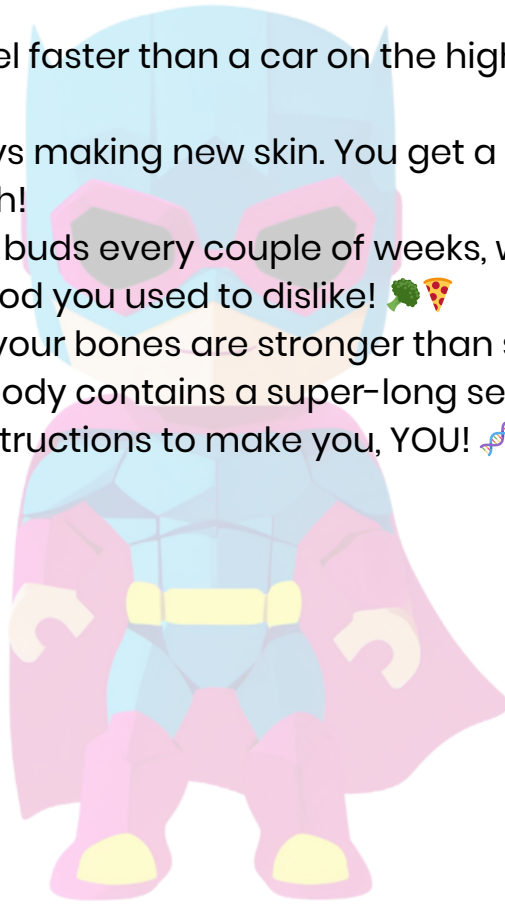 el faster than a car on the high
ys making new skin. You get a
h!
buds every couple of weeks, w
od you used to dislike! 🥦🍕
your bones are stronger than s
ody contains a super-long se
tructions to make you, YOU! 🧬